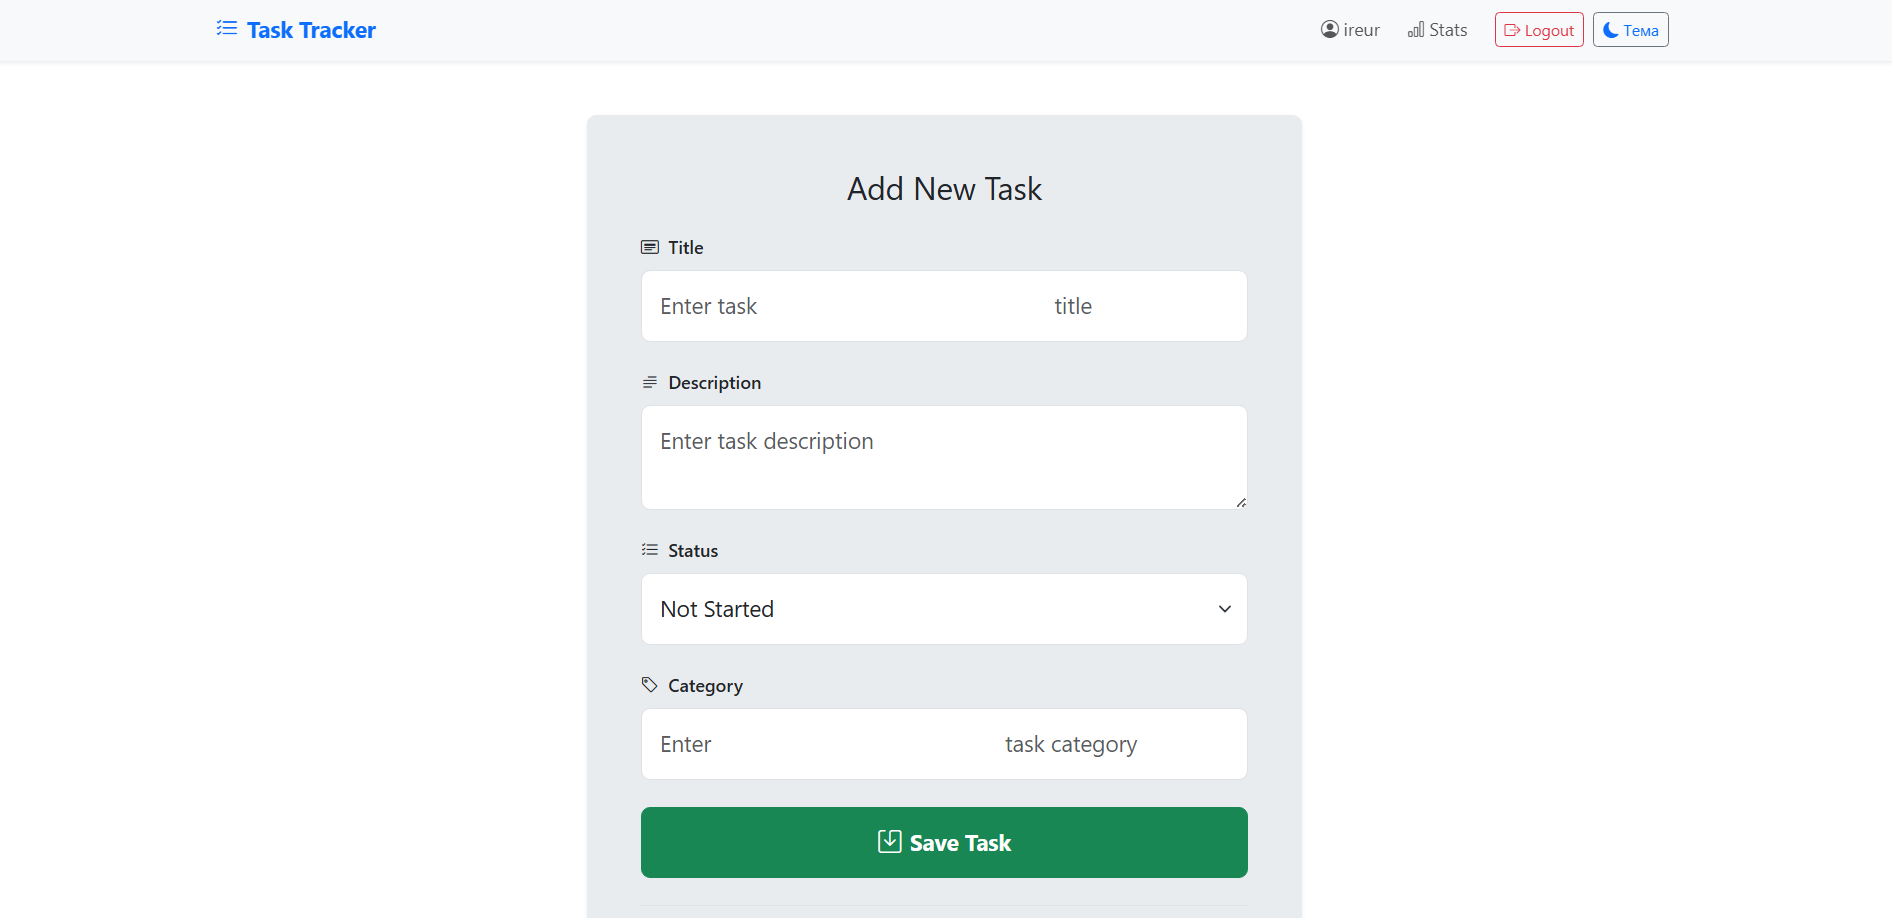 Task Tracker
ireur
Stats
Logout
Тема
Add New Task
Title
Enter task title
Description
Enter task description
Status
Not Started
Category
Enter task category
Save Task